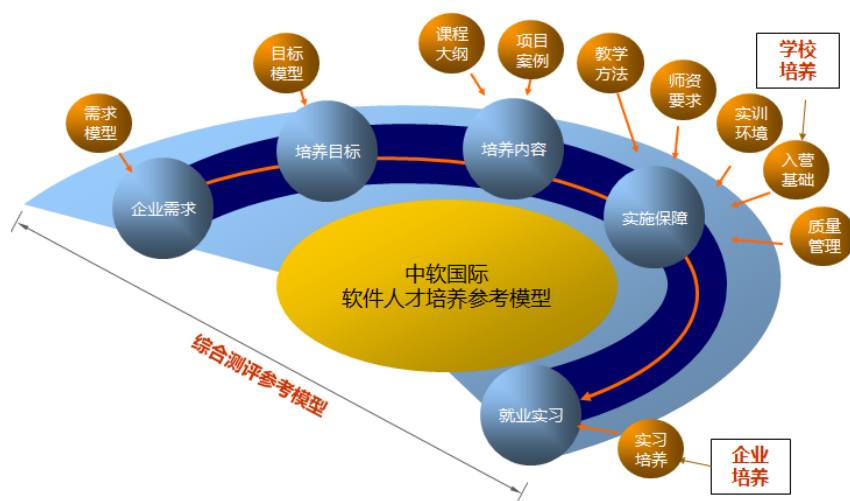 课程
大纲
项目
案例
目标
模型
教学
方法
学校
培养
师资
要求
需求
模型
实训
环境
入营
基础
质量
管理
企业需求
培养目标
培养内容
实施保障
中软国际
软件人才培养参考模型
综合测评参考模型
就业实习
实习
培养
企业
培养